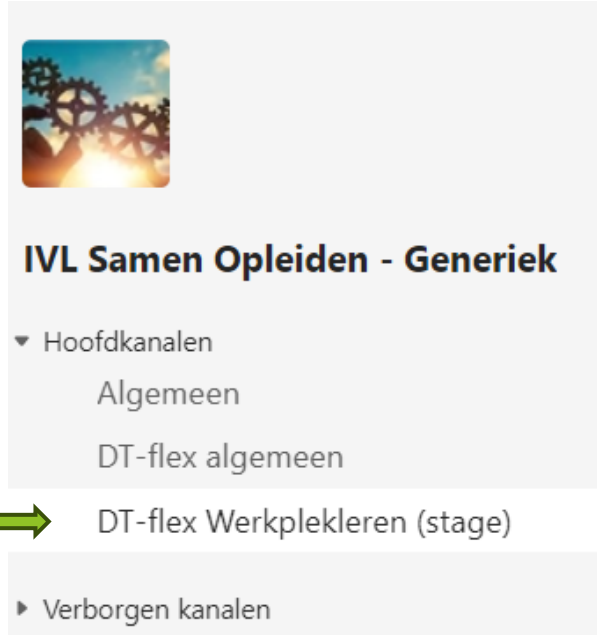 IVL Samen Opleiden - Generiek
Hoofdkanalen
Algemeen
DT-flex algemeen
DT-flex Werkplekleren (stage)
Verborgen kanalen